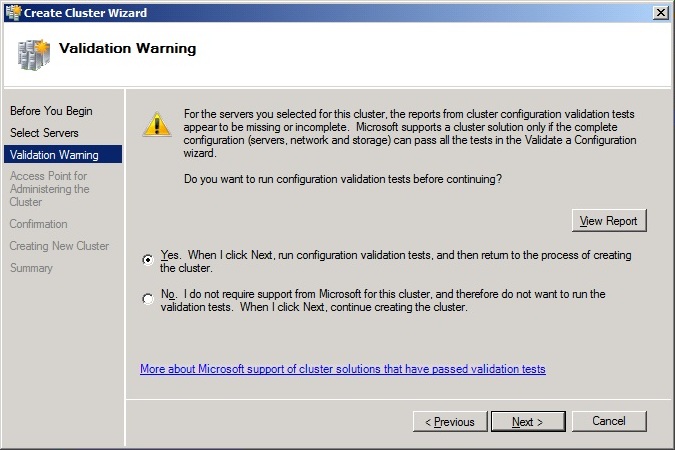 Create Cluster Wizard
Validation Warning
Before You Begin
Select Servers
Validation Warning
Access Point for
Administering the
Cluster
Confirmation
Creating New Cluster
Summary
For the servers you selected for this cluster, the reports from cluster configuration validation tests
appear to be missing or incomplete.  Microsoft supports a cluster solution only if the complete
configuration (servers, network and storage) can pass all the tests in the Validate a Configuration
wizard.
Do you want to run configuration validation tests before continuing?
View Report
Yes.  When I click Next, run configuration validation tests, and then return to the process of creating
the cluster.
No.  I do not require support from Microsoft for this cluster, and therefore do not want to run the
validation tests.  When I click Next, continue creating the cluster.
More about Microsoft support of cluster solutions that have passed validation tests
< Previous
Next >
Cancel